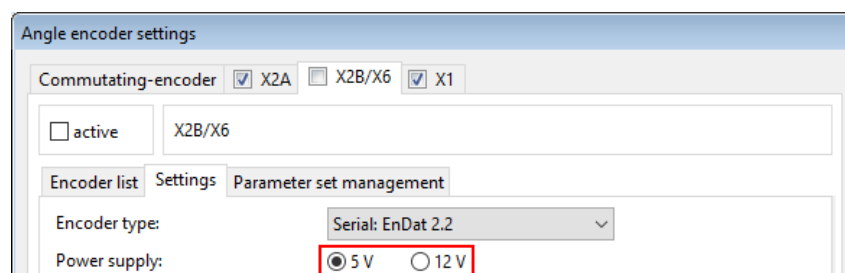 Angle encoder settings
Commutating-encoder X2A X2B/X6 X1
active X2B/X6
Encoder list Settings Parameter set management
Encoder type: Serial: EnDat 2.2
Power supply: 5 V 12 V